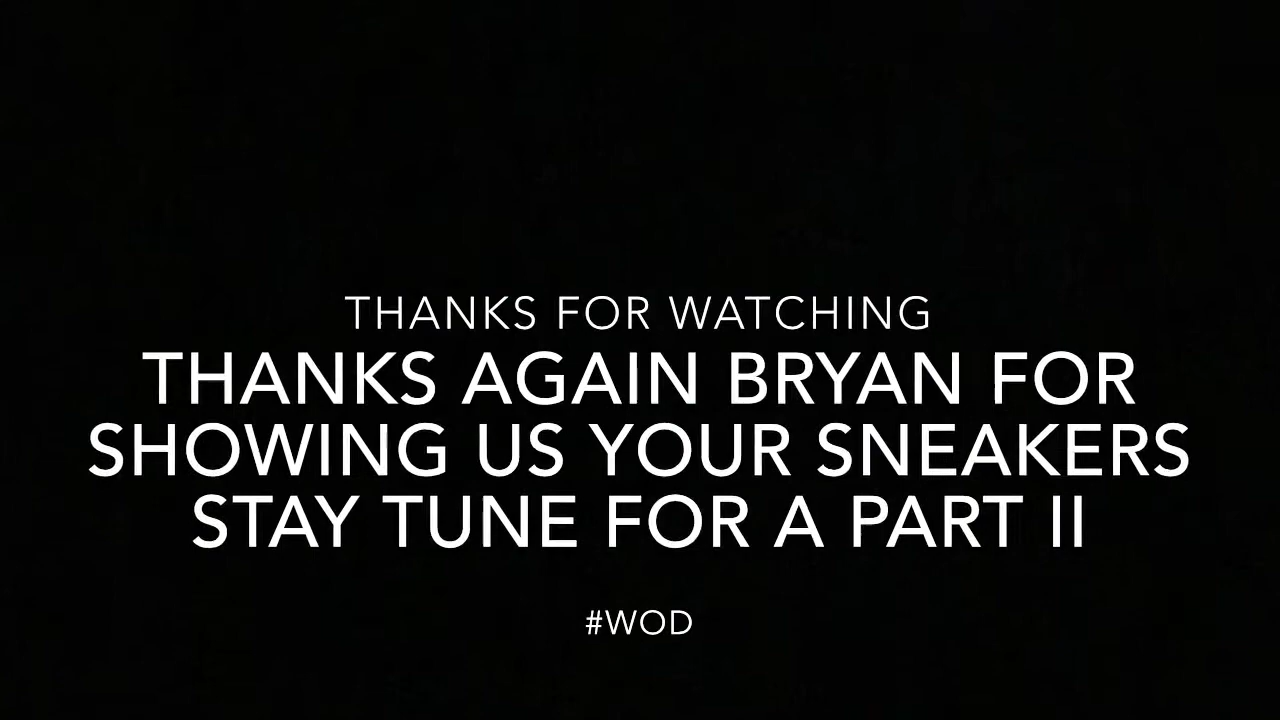 THANKS FOR WATCHING
THANKS AGAIN BRYAN FOR
SHOWING US YOUR SNEAKERS
STAY TUNE FOR A PART II
#WOD